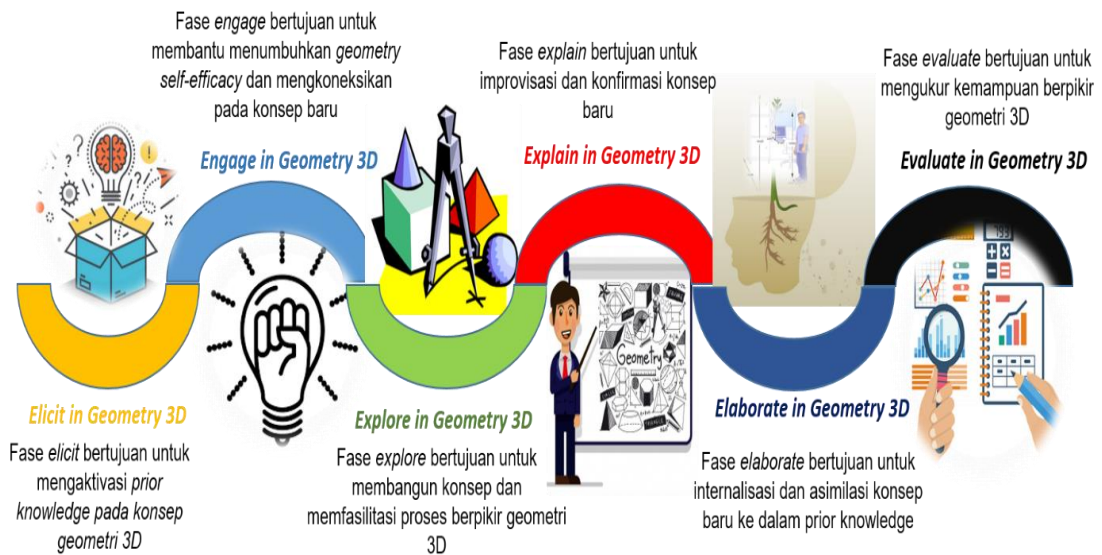 Fase engage bertujuan untuk
membantu menumbuhkan geometry
self-efficacy dan mengkoneksikan
pada konsep baru
Engage in Geometry 3D
Fase explain bertujuan untuk
improvisasi dan konfirmasi konsep
baru
Explain in Geometry 3D
Fase evaluate bertujuan untuk
mengukur kemampuan berpikir
geometri 3D
Evaluate in Geometry 3D
Geometry
Elicit in Geometry 3D
Fase elicit bertujuan untuk
mengaktivasi prior
knowledge pada konsep
geometri 3D
Explore in Geometry 3D
Fase explore bertujuan untuk
membangun konsep dan
memfasilitasi proses berpikir geometri
3D
Elaborate in Geometry 3D
Fase elaborate bertujuan untuk
internalisasi dan asimilasi konsep
baru ke dalam prior knowledge